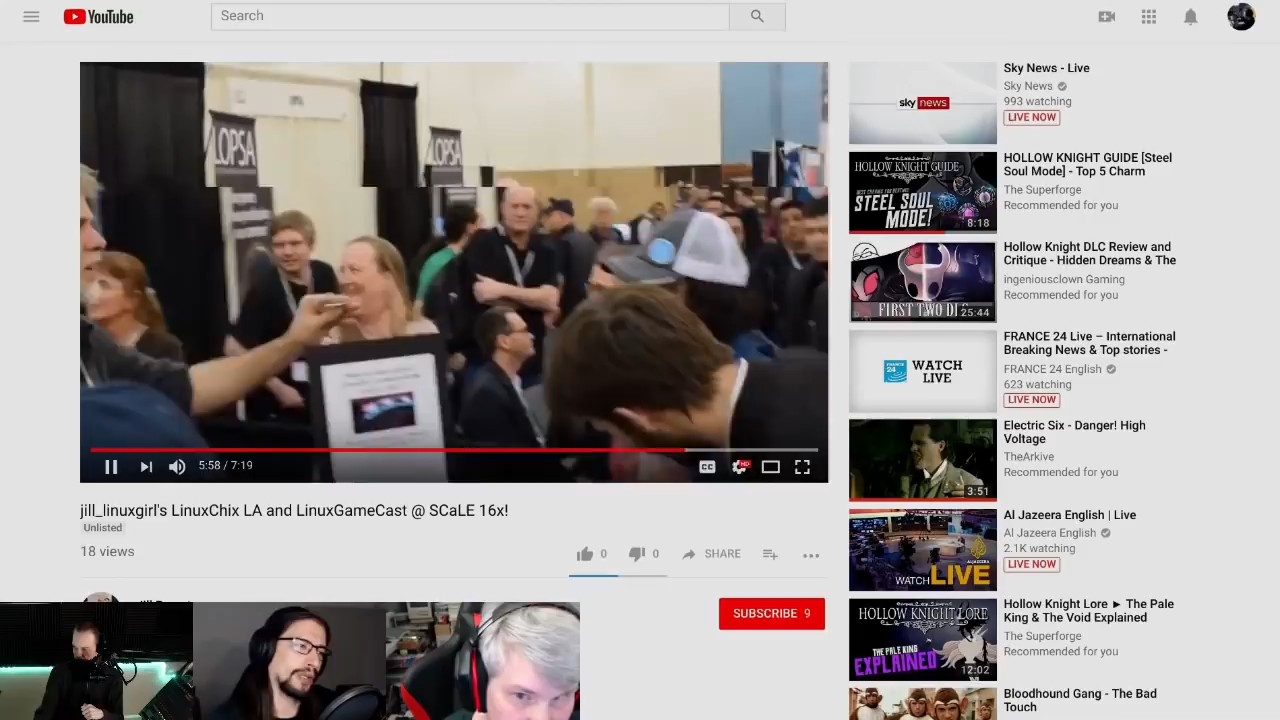 YouTube
Search
LOPSA
LOPSA
5:58 / 7:19
CC
HD
jill_linuxgirl's LinuxChix LA and LinuxGameCast @ SCaLE 16x!
Unlisted
18 views
0
0
SHARE
SUBSCRIBE 9
sky news
Sky News - Live
Sky News
993 watching
LIVE NOW
HOLLOW KNIGHT GUIDE
STEEL SOUL
MODE!
8:18
HOLLOW KNIGHT GUIDE [Steel
Soul Mode] - Top 5 Charm
The Superforge
Recommended for you
FIRST TWO
25:44
Hollow Knight DLC Review and
Critique - Hidden Dreams & The
ingeniousclown Gaming
Recommended for you
FRANCE 24
WATCH
LIVE
FRANCE 24 Live – International
Breaking News & Top stories -
FRANCE 24 English
623 watching
LIVE NOW
3:51
Electric Six - Danger! High
Voltage
TheArkive
Recommended for you
WATCH LIVE
ALJAZEERA
Al Jazeera English | Live
Al Jazeera English
2.1K watching
LIVE NOW
HOLLOW KNIGHT LORE
THE PALE KING
EXPLAINED
12:02
Hollow Knight Lore ► The Pale
King & The Void Explained
The Superforge
Recommended for you
Bloodhound Gang - The Bad
Touch